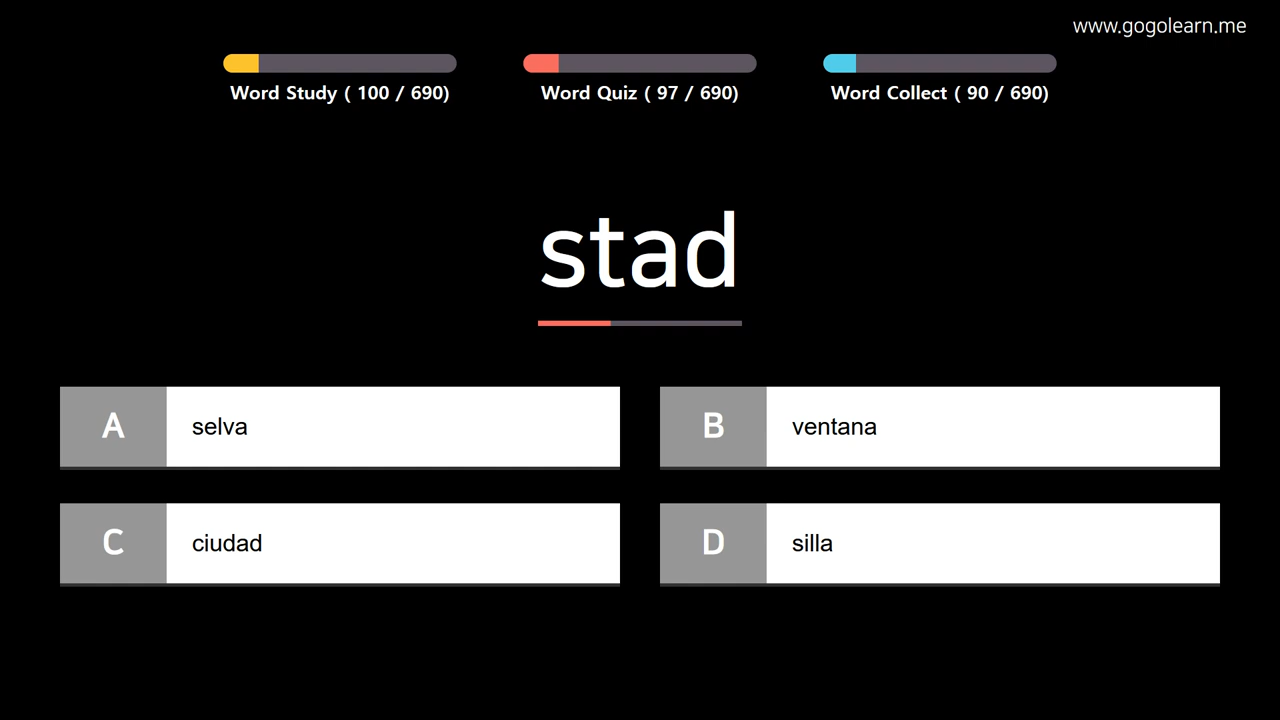 www.gogolearn.me
Word Study ( 100 / 690)
Word Quiz ( 97 / 690)
Word Collect ( 90 / 690)
stad
A selva
B ventana
C ciudad
D silla